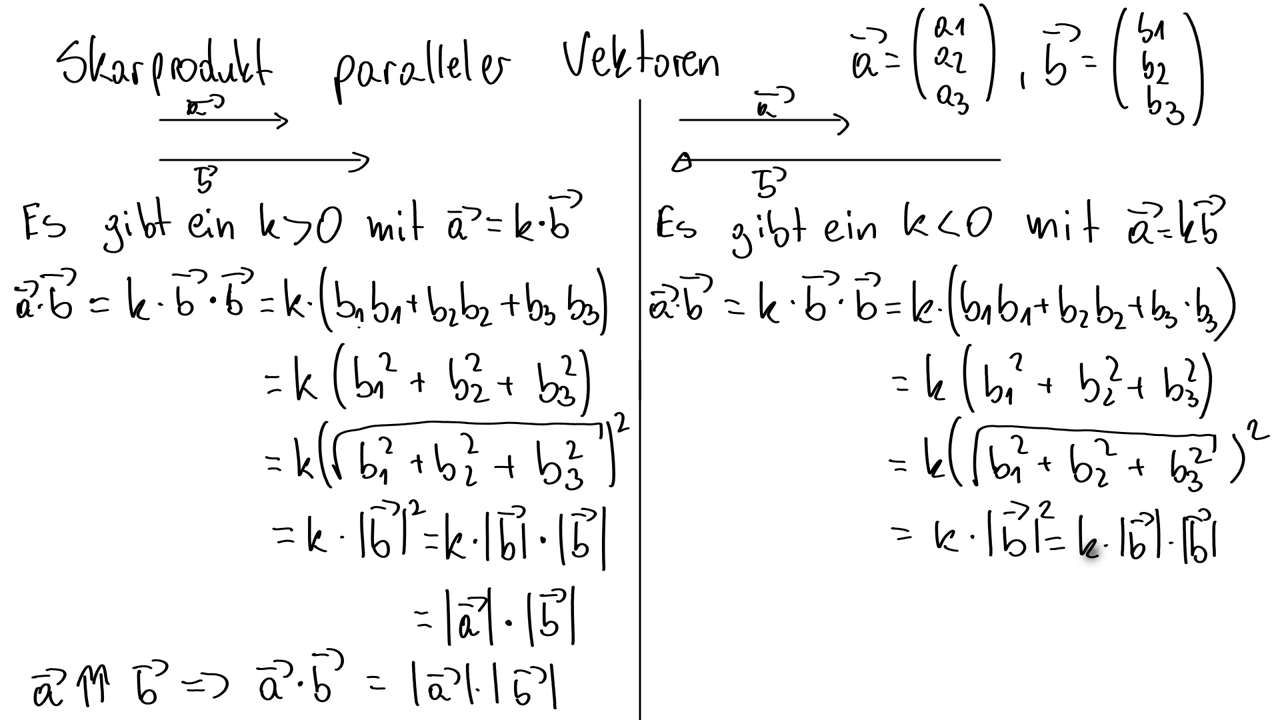 Skarprodukt paralleler Vektoren
a⃗ = (a1 a2 a3), b⃗ = (b1 b2 b3)
a⃗
b⃗
Es gibt ein k>0 mit a⃗ = k·b⃗
a⃗·b⃗ = k·b⃗·b⃗ = k·(b₁b₁+b₂b₂+b₃b₃)
= k (b₁² + b₂² + b₃²)
= k(√(b₁² + b₂² + b₃²))²
= k·|b⃗|² = k·|b⃗|·|b⃗|
= |a⃗|·|b⃗|
a⃗ ⇈ b⃗ => a⃗·b⃗ = |a⃗|·|b⃗|
a⃗
b⃗
Es gibt ein k<0 mit a⃗ = kb⃗
a⃗·b⃗ = k·b⃗·b⃗ = k·(b₁b₁+b₂b₂+b₃·b₃)
= k (b₁² + b₂² + b₃²)
= k(√(b₁² + b₂² + b₃²))²
= k·|b⃗|² = k·|b⃗|·|b⃗|